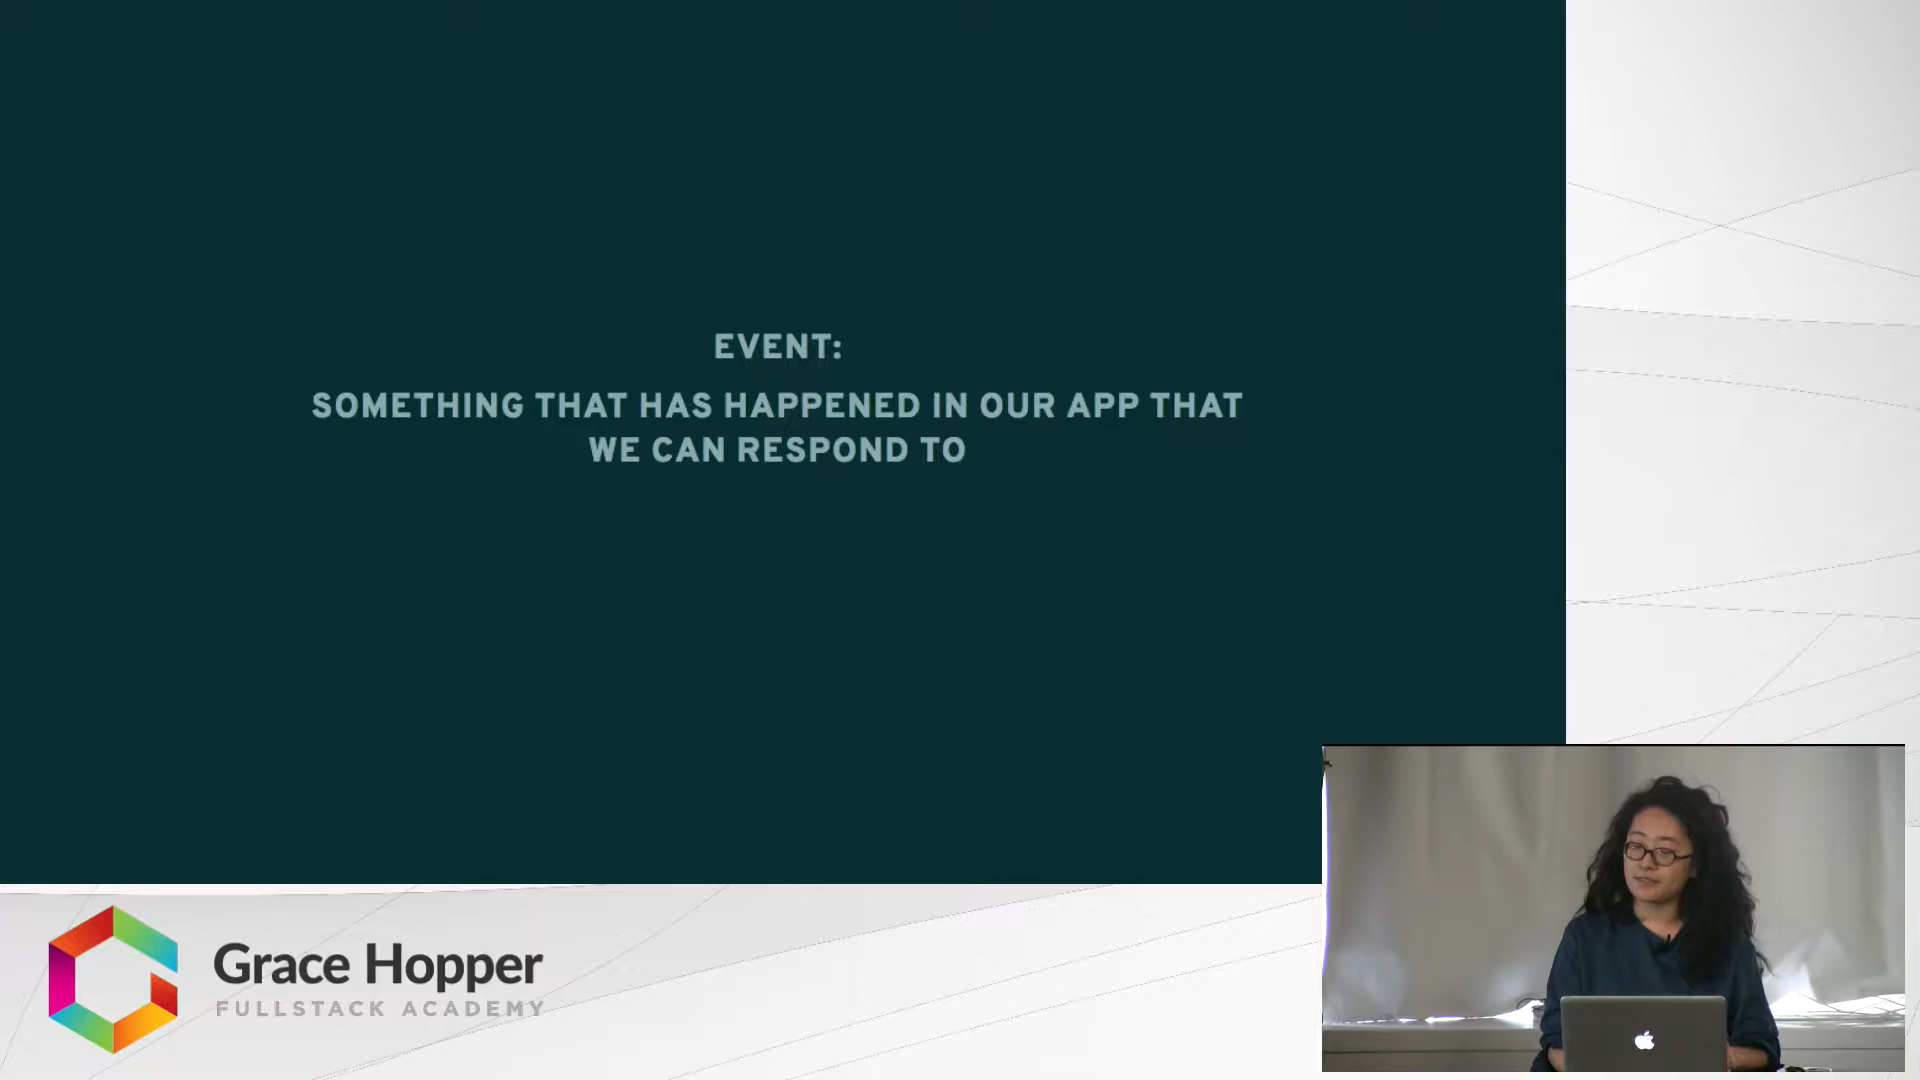 EVENT:
SOMETHING THAT HAS HAPPENED IN OUR APP THAT
WE CAN RESPOND TO
Grace Hopper
FULLSTACK ACADEMY